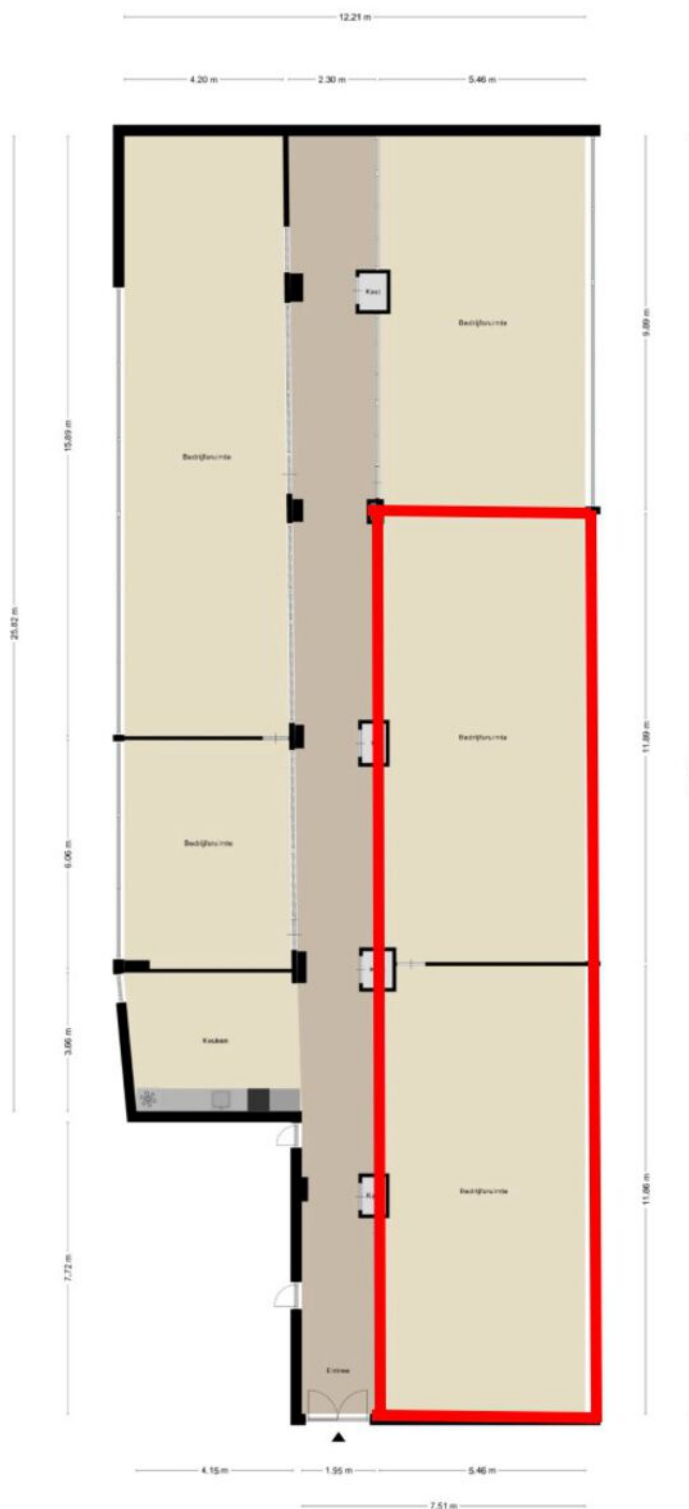 12.21 m
4.20 m
2.30 m
5.46 m
Kast
Bedrijfsruimte
9.89 m
15.89 m
Bedrijfsruimte
25.82 m
Bedrijfsruimte
11.89 m
Bedrijfsruimte
6.06 m
Keuken
3.66 m
Bedrijfsruimte
11.86 m
7.72 m
Entree
4.15 m
1.95 m
5.46 m
7.51 m